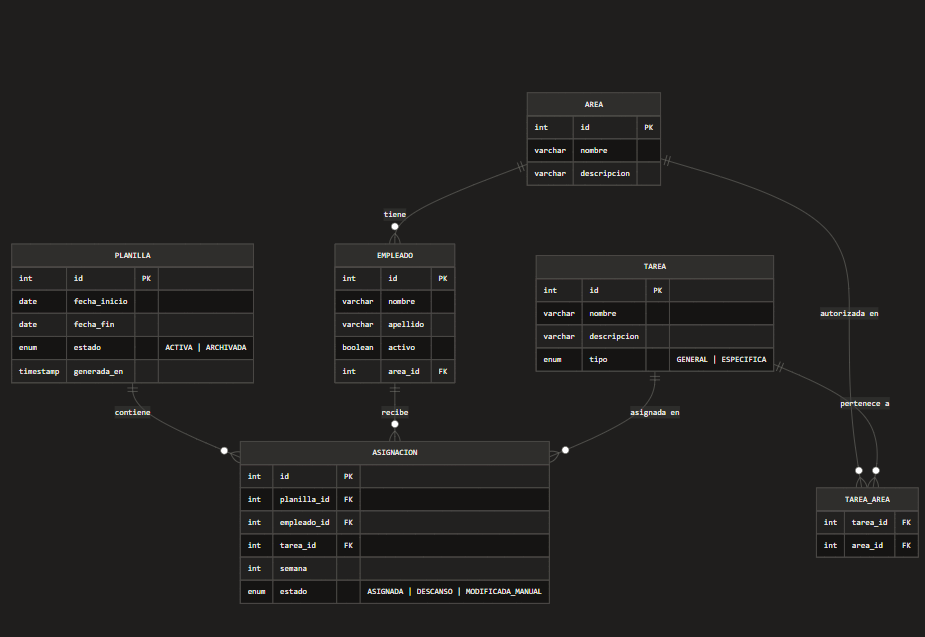 AREA
int id PK
varchar nombre
varchar descripcion
tiene
PLANILLA
int id PK
date fecha_inicio
date fecha_fin
enum estado ACTIVA | ARCHIVADA
timestamp generada_en
EMPLEADO
int id PK
varchar nombre
varchar apellido
boolean activo
int area_id FK
TAREA
int id PK
varchar nombre
varchar descripcion
enum tipo GENERAL | ESPECIFICA
autorizada en
pertenece a
contiene
recibe
asignada en
ASIGNACION
int id PK
int planilla_id FK
int empleado_id FK
int tarea_id FK
int semana
enum estado ASIGNADA | DESCANSO | MODIFICADA_MANUAL
TAREA_AREA
int tarea_id FK
int area_id FK